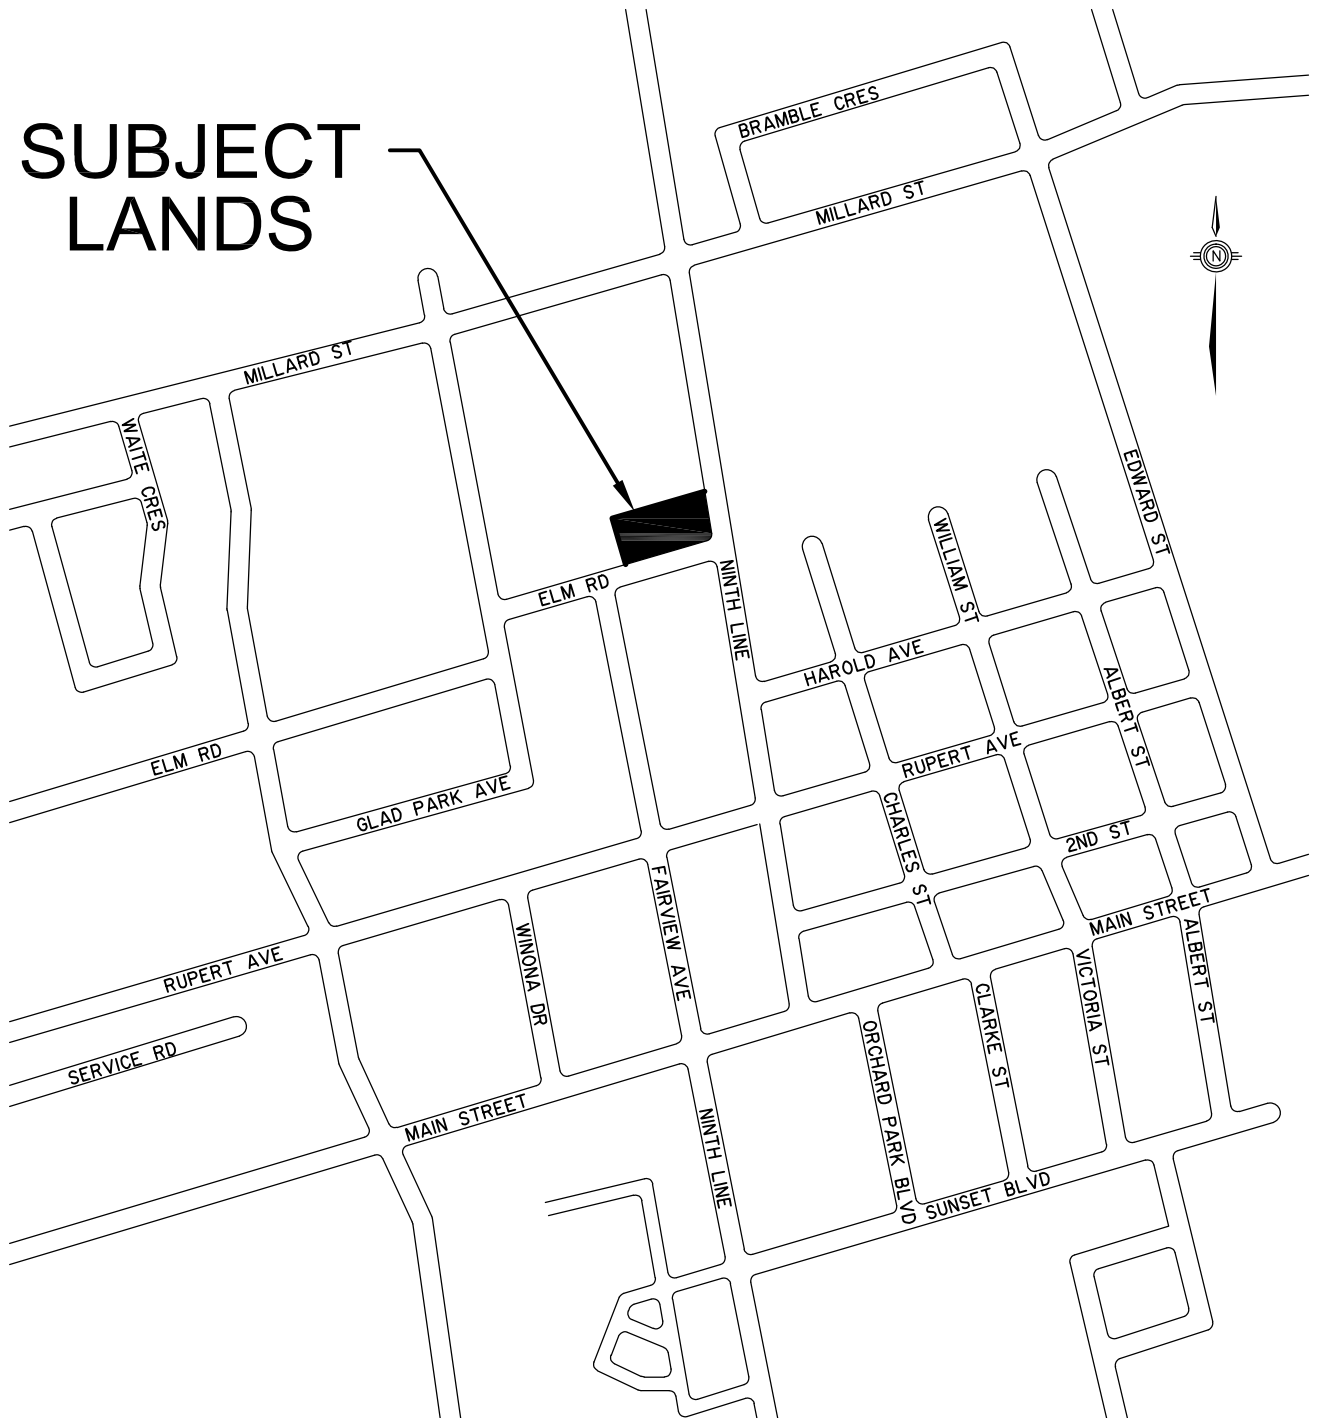 BRAMBLE CRES
SUBJECT
LANDS
MILLARD ST
N
MILLARD ST
WAITE CRES
EDWARD ST
WILLIAM ST
ELM RD
NINTH LINE
HAROLD AVE
ALBERT ST
ELM RD
RUPERT AVE
GLAD PARK AVE
CHARLES ST
2ND ST
FAIRVIEW AVE
MAIN STREET
WINONA DR
ALBERT ST
RUPERT AVE
VICTORIA ST
CLARKE ST
ORCHARD PARK BLVD
SERVICE RD
MAIN STREET
NINTH LINE
SUNSET BLVD